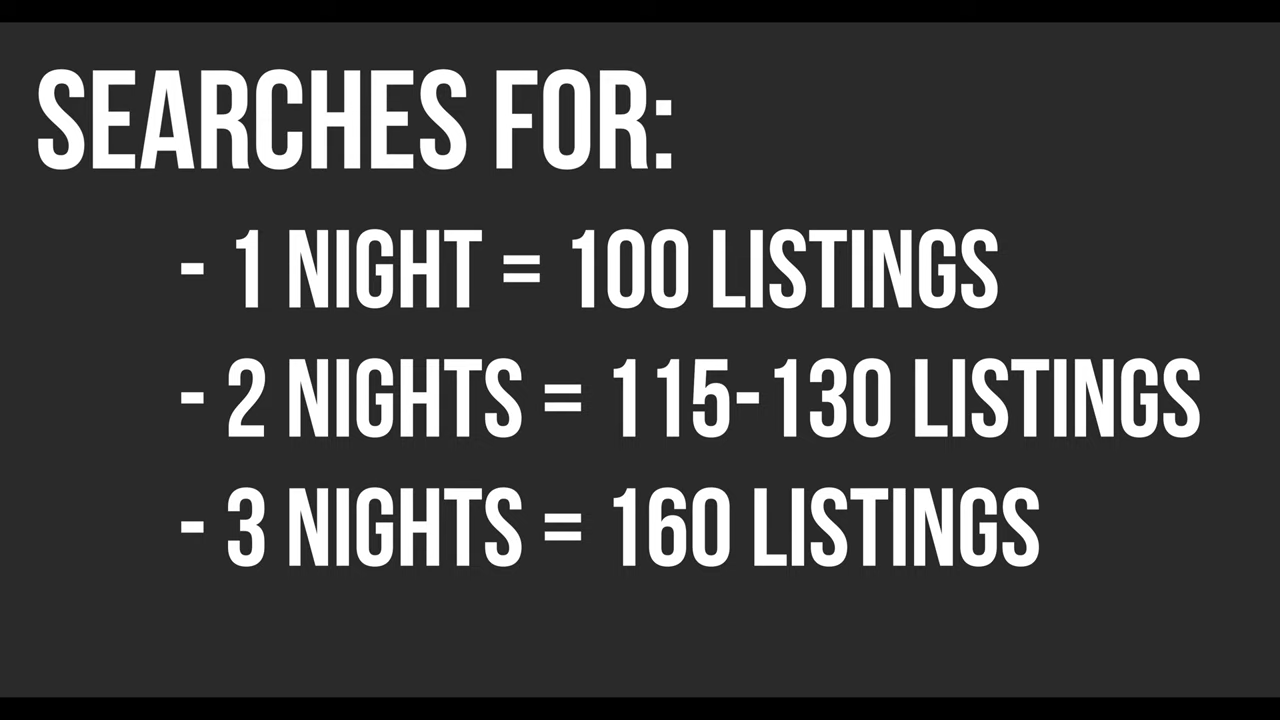 SEARCHES FOR:
- 1 NIGHT = 100 LISTINGS
- 2 NIGHTS = 115-130 LISTINGS
- 3 NIGHTS = 160 LISTINGS